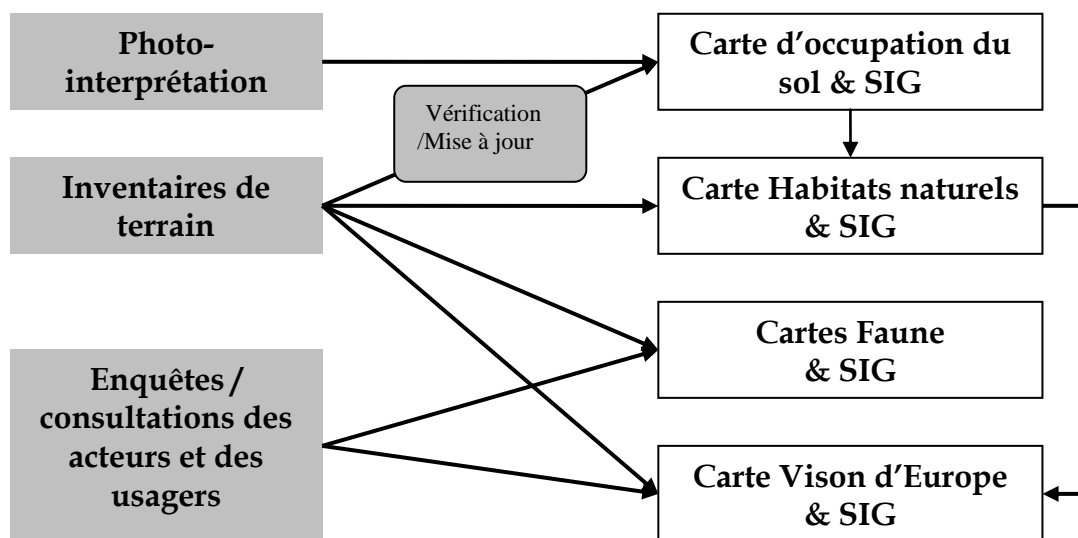 Photo-
interprétation
Carte d’occupation du
sol & SIG
Vérification
/Mise à jour
Inventaires de
terrain
Carte Habitats naturels
& SIG
Cartes Faune
& SIG
Enquêtes /
consultations des
acteurs et des
usagers
Carte Vison d’Europe
& SIG